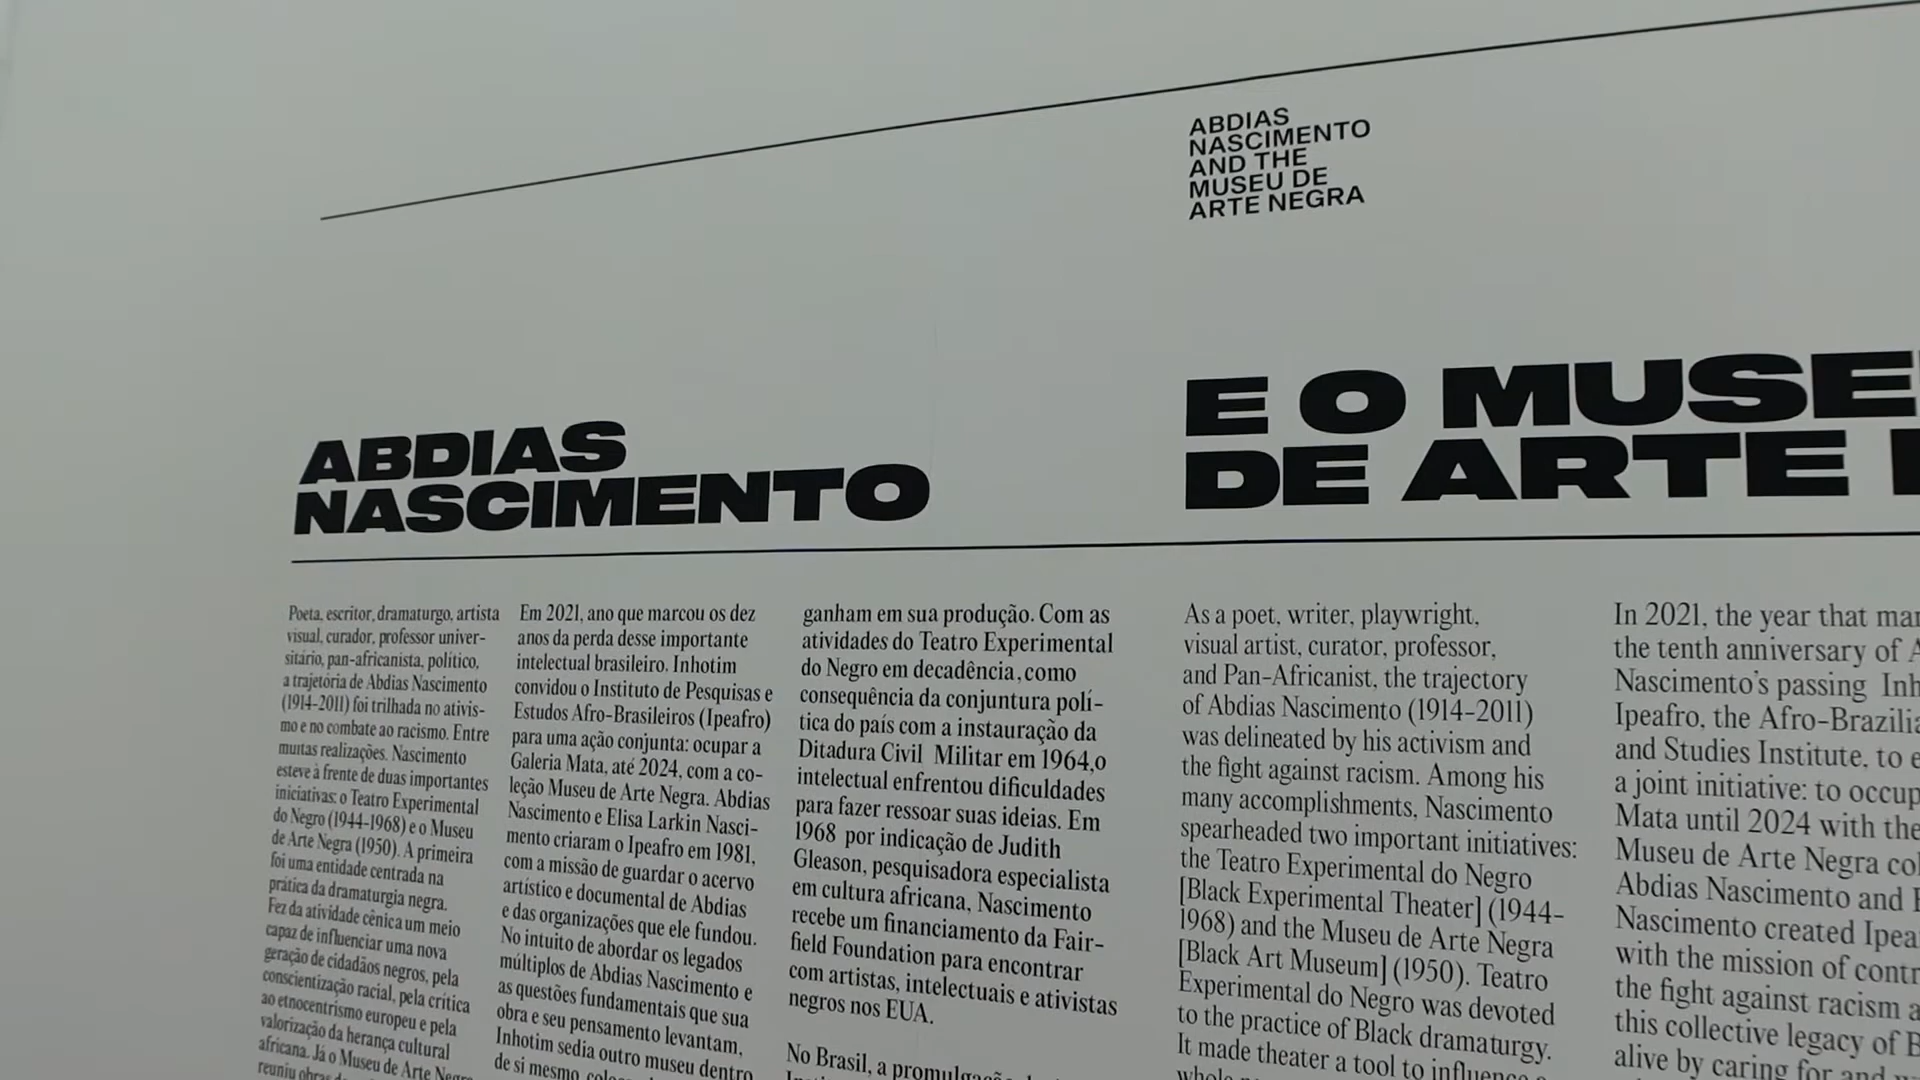 ABDIAS
NASCIMENTO
AND THE
MUSEU DE
ARTE NEGRA
ABDIAS
NASCIMENTO
E O MUSE
DE ARTE
Poeta, escritor, dramaturgo, artista
visual, curador, professor univer-
sitário, pan-africanista, político,
a trajetória de Abdias Nascimento
(1914-2011) foi trilhada no ativis-
mo e no combate ao racismo. Entre
muitas realizações, Nascimento
esteve à frente de duas importantes
iniciativas: o Teatro Experimental
do Negro (1944-1968) e o Museu
de Arte Negra (1950). A primeira
foi uma entidade centrada na
prática da dramaturgia negra.
Fez da atividade cênica um meio
capaz de influenciar uma nova
geração de cidadãos negros, pela
conscientização racial, pela crítica
ao etnocentrismo europeu e pela
valorização da herança cultural
africana. Já o Museu de Arte Negra
reuniu obras
Em 2021, ano que marcou os dez
anos da perda desse importante
intelectual brasileiro, Inhotim
convidou o Instituto de Pesquisas e
Estudos Afro-Brasileiros (Ipeafro)
para uma ação conjunta: ocupar a
Galeria Mata, até 2024, com a co-
leção Museu de Arte Negra. Abdias
Nascimento e Elisa Larkin Nasci-
mento criaram o Ipeafro em 1981,
com a missão de guardar o acervo
artístico e documental de Abdias
e das organizações que ele fundou.
No intuito de abordar os legados
múltiplos de Abdias Nascimento e
as questões fundamentais que sua
obra e seu pensamento levantam,
Inhotim sedia outro museu dentro
de si mesmo,
ganham em sua produção. Com as
atividades do Teatro Experimental
do Negro em decadência, como
consequência da conjuntura polí-
tica do país com a instauração da
Ditadura Civil Militar em 1964, o
intelectual enfrentou dificuldades
para fazer ressoar suas ideias. Em
1968 por indicação de Judith
Gleason, pesquisadora especialista
em cultura africana, Nascimento
recebe um financiamento da Fair-
field Foundation para encontrar
com artistas, intelectuais e ativistas
negros nos EUA.
No Brasil, a promulgação
As a poet, writer, playwright,
visual artist, curator, professor,
and Pan-Africanist, the trajectory
of Abdias Nascimento (1914-2011)
was delineated by his activism and
the fight against racism. Among his
many accomplishments, Nascimento
spearheaded two important initiatives:
the Teatro Experimental do Negro
[Black Experimental Theater] (1944-
1968) and the Museu de Arte Negra
[Black Art Museum] (1950). Teatro
Experimental do Negro was devoted
to the practice of Black dramaturgy.
It made theater a tool to influence
whole
In 2021, the year that mar
the tenth anniversary of A
Nascimento's passing Inh
Ipeafro, the Afro-Brazilia
and Studies Institute, to e
a joint initiative: to occup
Mata until 2024 with the
Museu de Arte Negra col
Abdias Nascimento and E
Nascimento created Ipea
with the mission of contr
the fight against racism a
this collective legacy of B
alive by caring for and